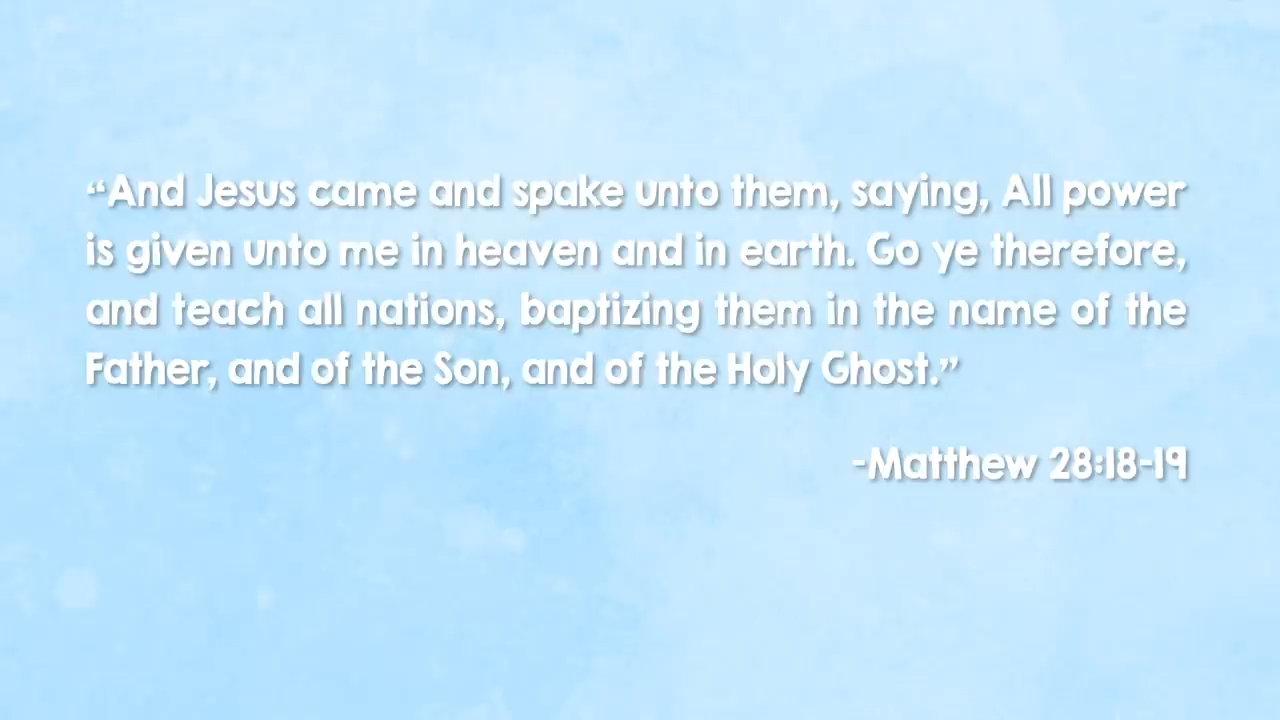 “And Jesus came and spake unto them, saying, All power
is given unto me in heaven and in earth. Go ye therefore,
and teach all nations, baptizing them in the name of the
Father, and of the Son, and of the Holy Ghost.”
-Matthew 28:18-19